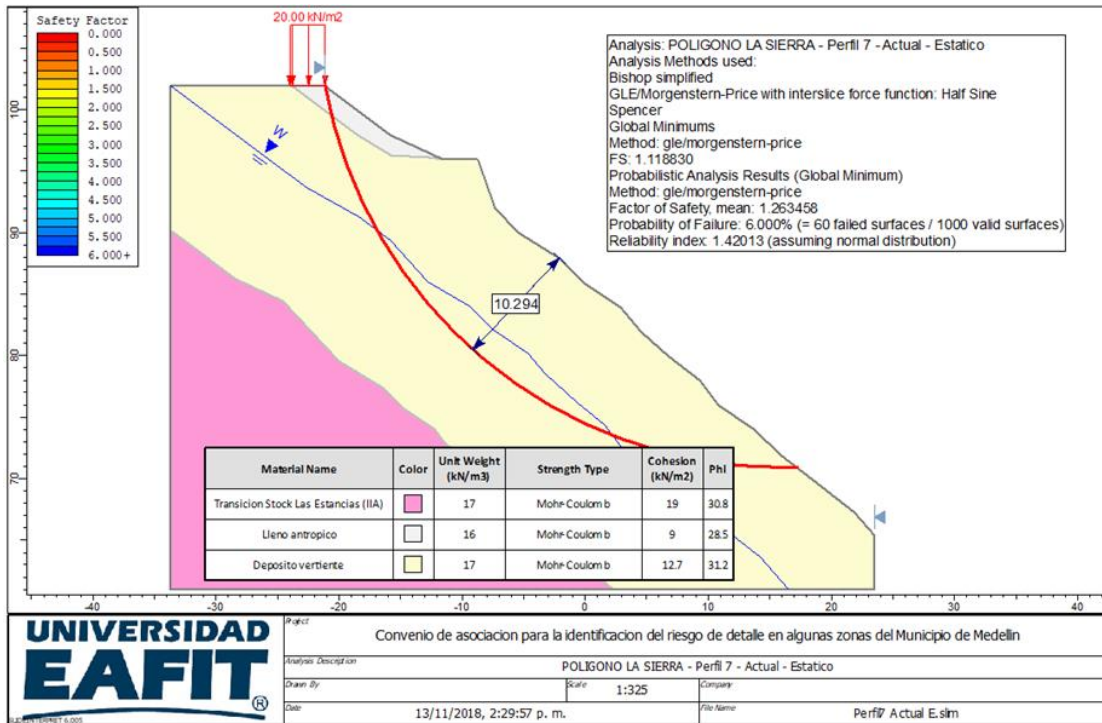 Safety Factor
0.000
0.500
1.000
1.500
2.000
2.500
3.000
3.500
4.000
4.500
5.000
5.500
6.000+
20.00 kN/m2
W
10.294
Analysis: POLIGONO LA SIERRA - Perfil 7 - Actual - Estatico
Analysis Methods used:
Bishop simplified
GLE/Morgenstern-Price with interslice force function: Half Sine
Spencer
Global Minimums
Method: gle/morgenstern-price
FS: 1.118830
Probabilistic Analysis Results (Global Minimum)
Method: gle/morgenstern-price
Factor of Safety, mean: 1.263458
Probability of Failure: 6.000% (= 60 failed surfaces / 1000 valid surfaces)
Reliability index: 1.42013 (assuming normal distribution)
100
90
80
70
Material Name Color Unit Weight (kN/m3) Strength Type Cohesion (kN/m2) Phi
Transicion Stock Las Estancias (IIA) 17 Mohr-Coulomb 19 30.8
Lleno antropico 16 Mohr-Coulomb 9 28.5
Deposito vertiente 17 Mohr-Coulomb 12.7 31.2
-40 -30 -20 -10 0 10 20 30 40
UNIVERSIDAD
EAFIT®
Project
Convenio de asociacion para la identificacion del riesgo de detalle en algunas zonas del Municipio de Medellin
Analysis Description
POLIGONO LA SIERRA - Perfil 7 - Actual - Estatico
Drawn By
Scale
1:325
Company
Date
13/11/2018, 2:29:57 p. m.
File Name
Perfil7 Actual E.slim